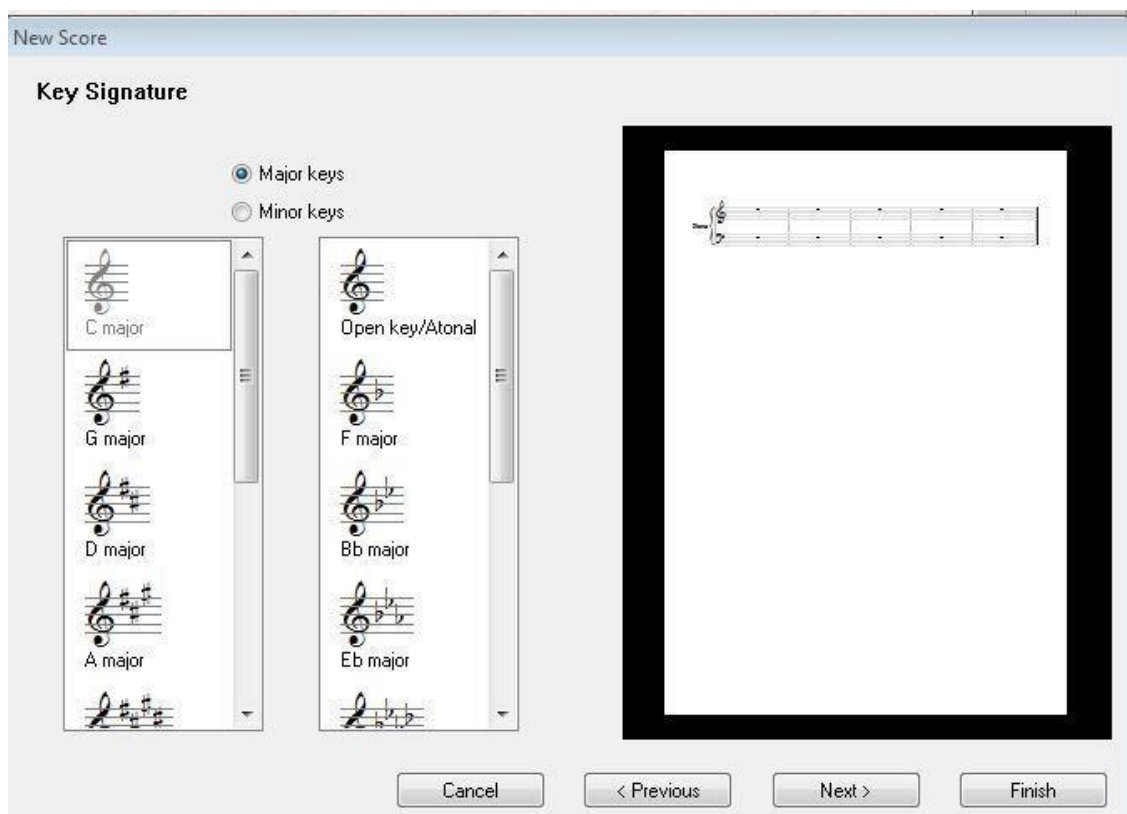 New Score
Key Signature
Major keys
Minor keys
C major
G major
D major
A major
Open key/Atonal
F major
Bb major
Eb major
Cancel
< Previous
Next >
Finish